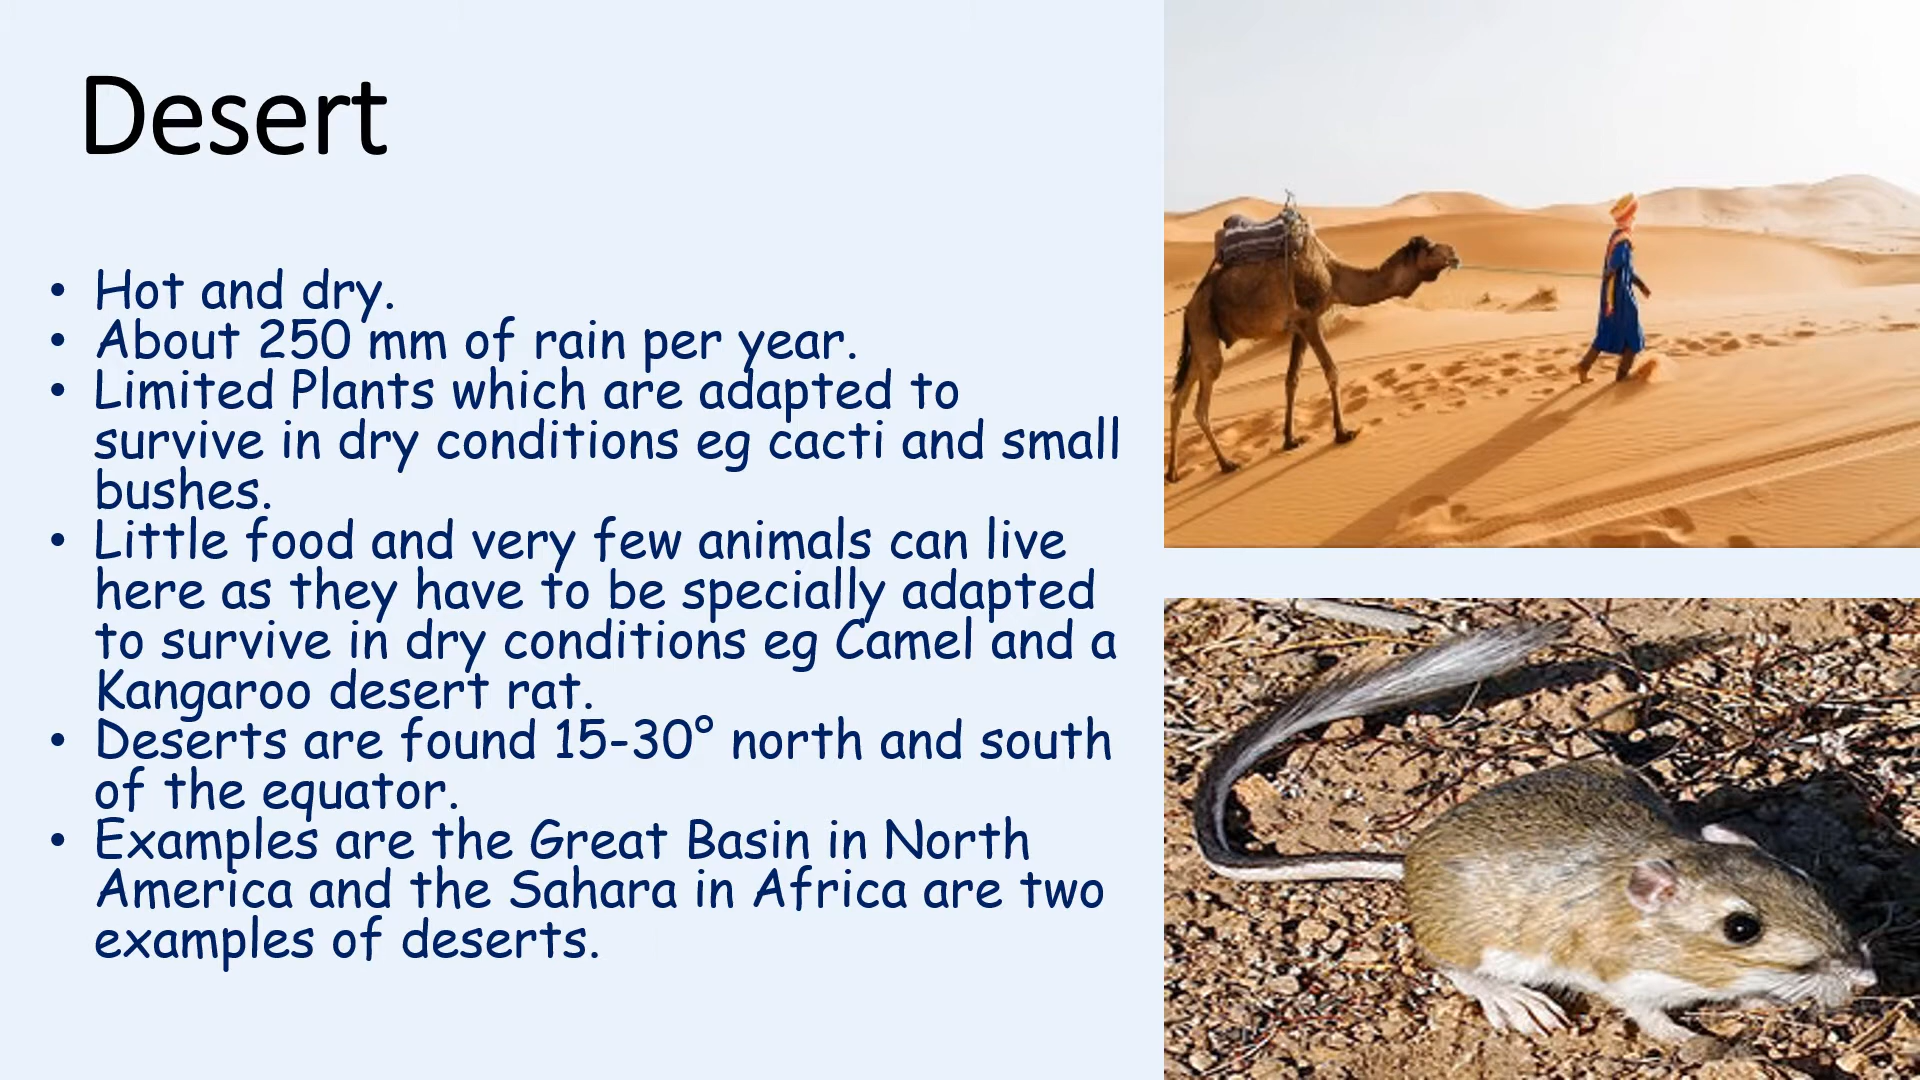 Desert
• Hot and dry.
• About 250 mm of rain per year.
• Limited Plants which are adapted to
survive in dry conditions eg cacti and small
bushes.
• Little food and very few animals can live
here as they have to be specially adapted
to survive in dry conditions eg Camel and a
Kangaroo desert rat.
• Deserts are found 15-30° north and south
of the equator.
• Examples are the Great Basin in North
America and the Sahara in Africa are two
examples of deserts.